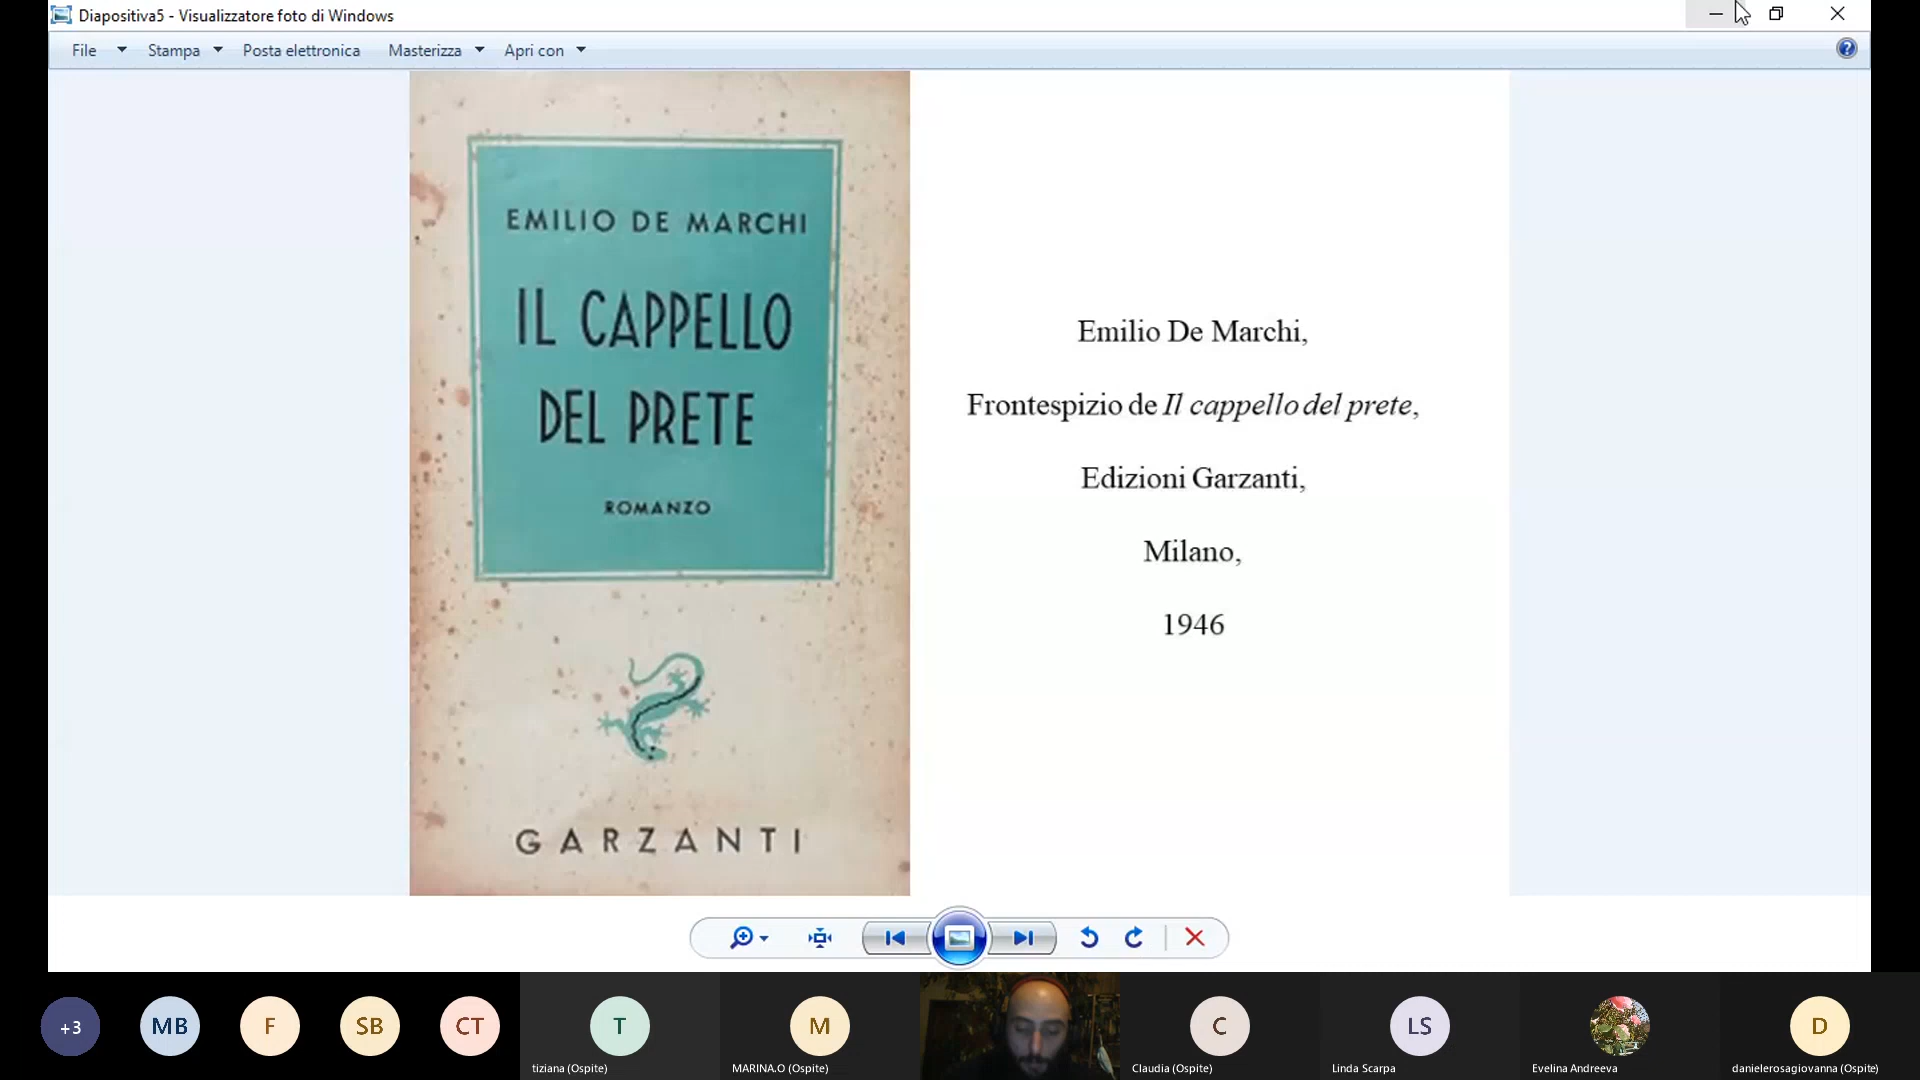 Diapositiva5 - Visualizzatore foto di Windows
File
Stampa
Posta elettronica
Masterizza
Apri con
EMILIO DE MARCHI
IL CAPPELLO
DEL PRETE
ROMANZO
GARZANTI
Emilio De Marchi,
Frontespizio de Il cappello del prete,
Edizioni Garzanti,
Milano,
1946
+3
MB
F
SB
CT
T
tiziana (Ospite)
M
MARINA.O (Ospite)
C
Claudia (Ospite)
LS
Linda Scarpa
Evelina Andreeva
D
danielerosagiovanna (Ospite)